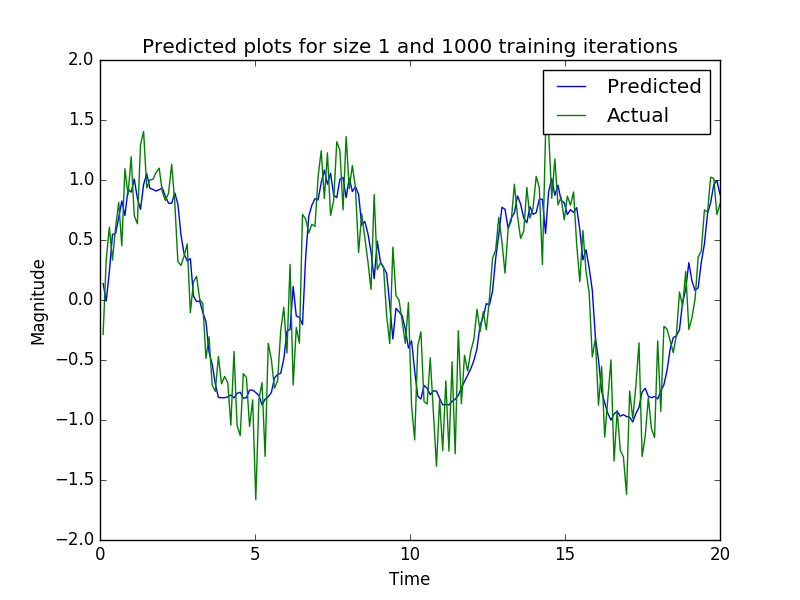 Predicted plots for size 1 and 1000 training iterations
2.0
1.5
1.0
0.5
0.0
−0.5
−1.0
−1.5
−2.0
Magnitude
Predicted
Actual
0 5 10 15 20
Time